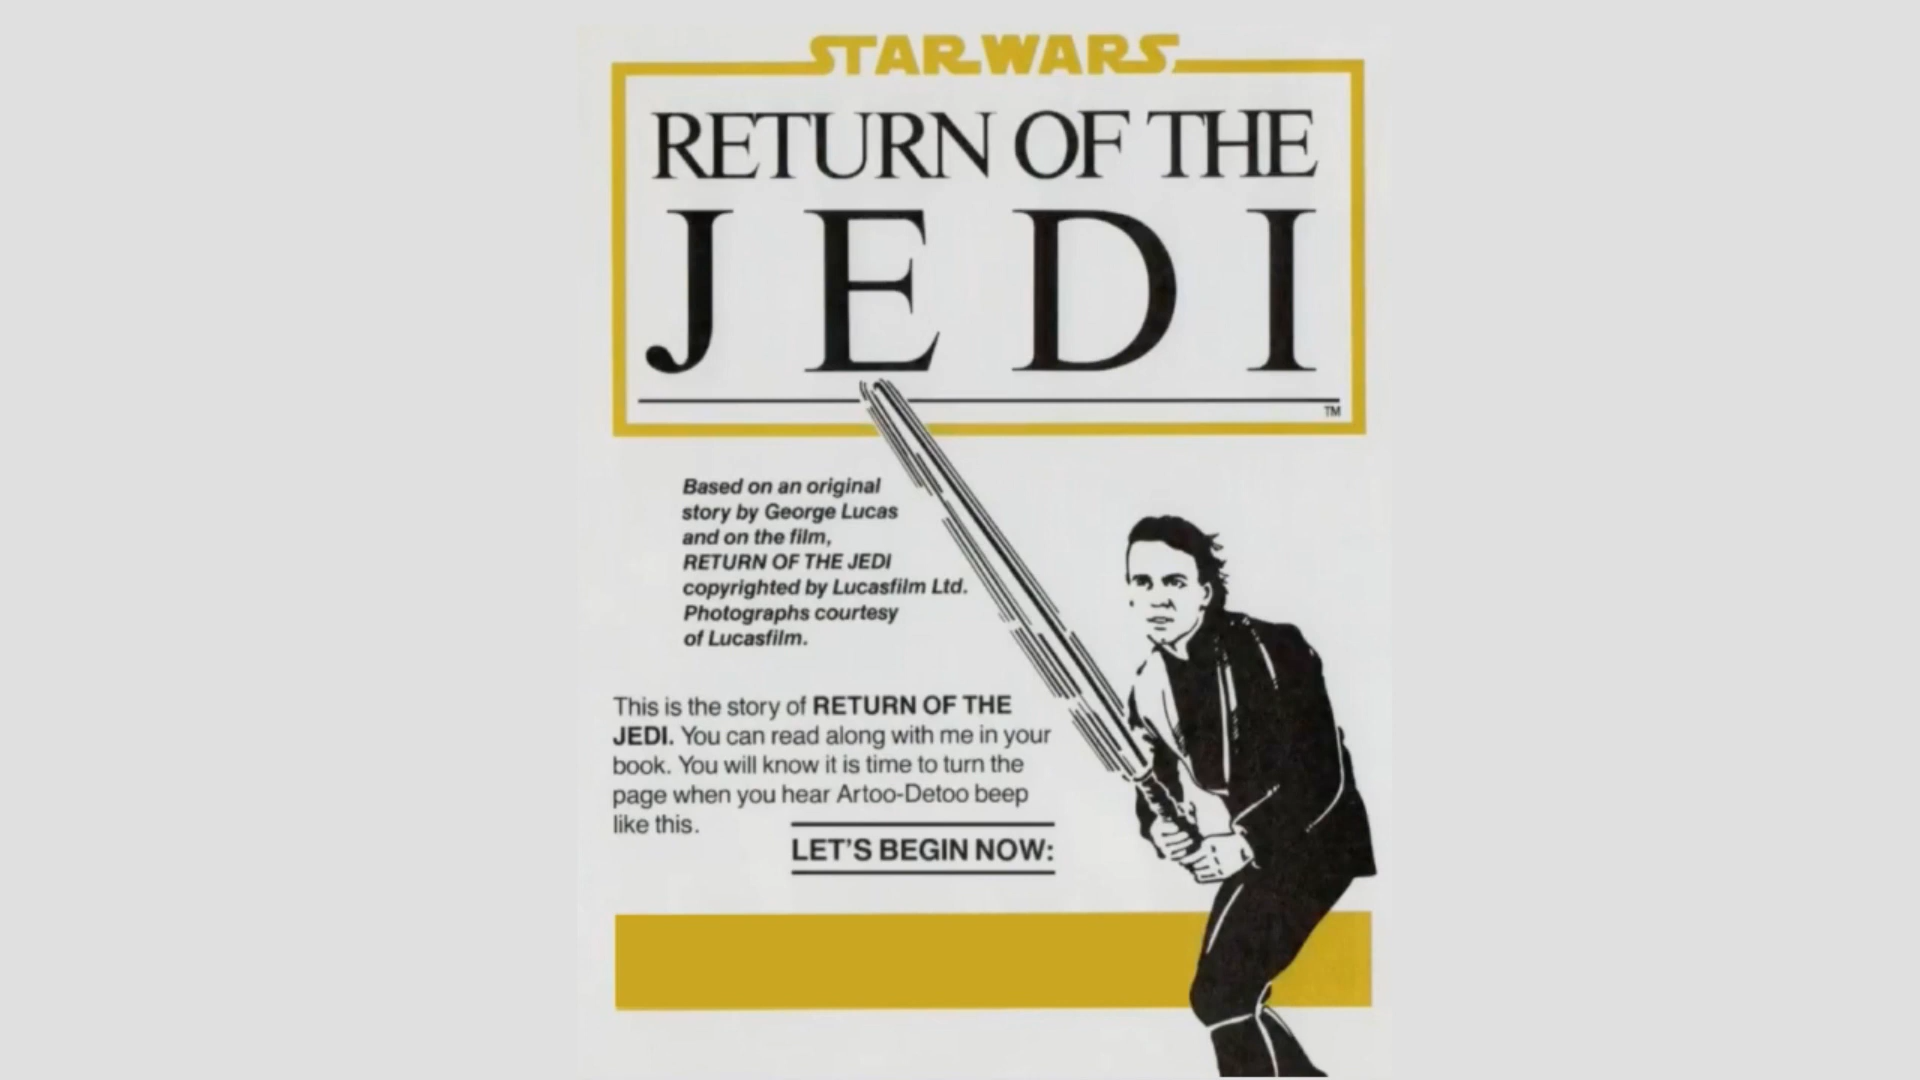 STAR WARS
RETURN OF THE
JEDI
TM
Based on an original
story by George Lucas
and on the film,
RETURN OF THE JEDI
copyrighted by Lucasfilm Ltd.
Photographs courtesy
of Lucasfilm.
This is the story of RETURN OF THE
JEDI. You can read along with me in your
book. You will know it is time to turn the
page when you hear Artoo-Detoo beep
like this.
LET'S BEGIN NOW: